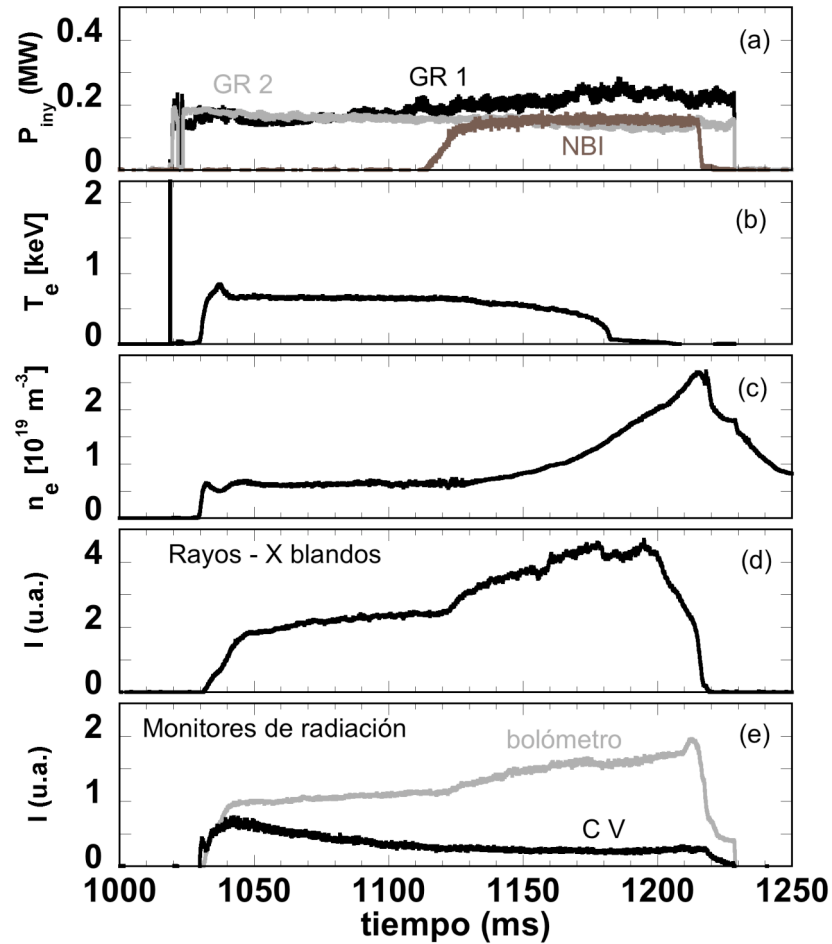 P_iny (MW)
0.4
0.2
0
GR 2
GR 1
NBI
(a)
T_e [keV]
2
1
0
(b)
n_e [10^19 m^-3]
2
1
0
(c)
I (u.a.)
4
2
0
Rayos - X blandos
(d)
I (u.a.)
2
1
0
Monitores de radiación
bolómetro
C V
(e)
1000 1050 1100 1150 1200 1250
tiempo (ms)